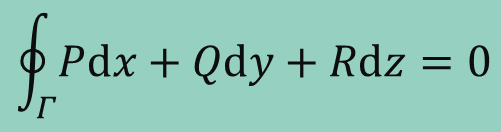 ∮_Γ Pdx + Qdy + Rdz = 0